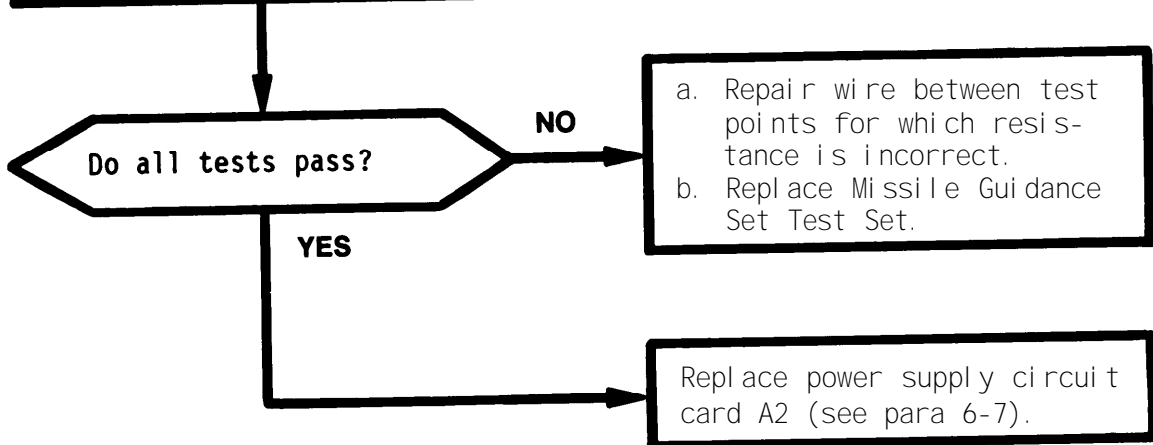 Do all tests pass?
NO
a. Repair wire between test
points for which resis-
tance is incorrect.
b. Replace Missile Guidance
Set Test Set.
YES
Replace power supply circuit
card A2 (see para 6-7).